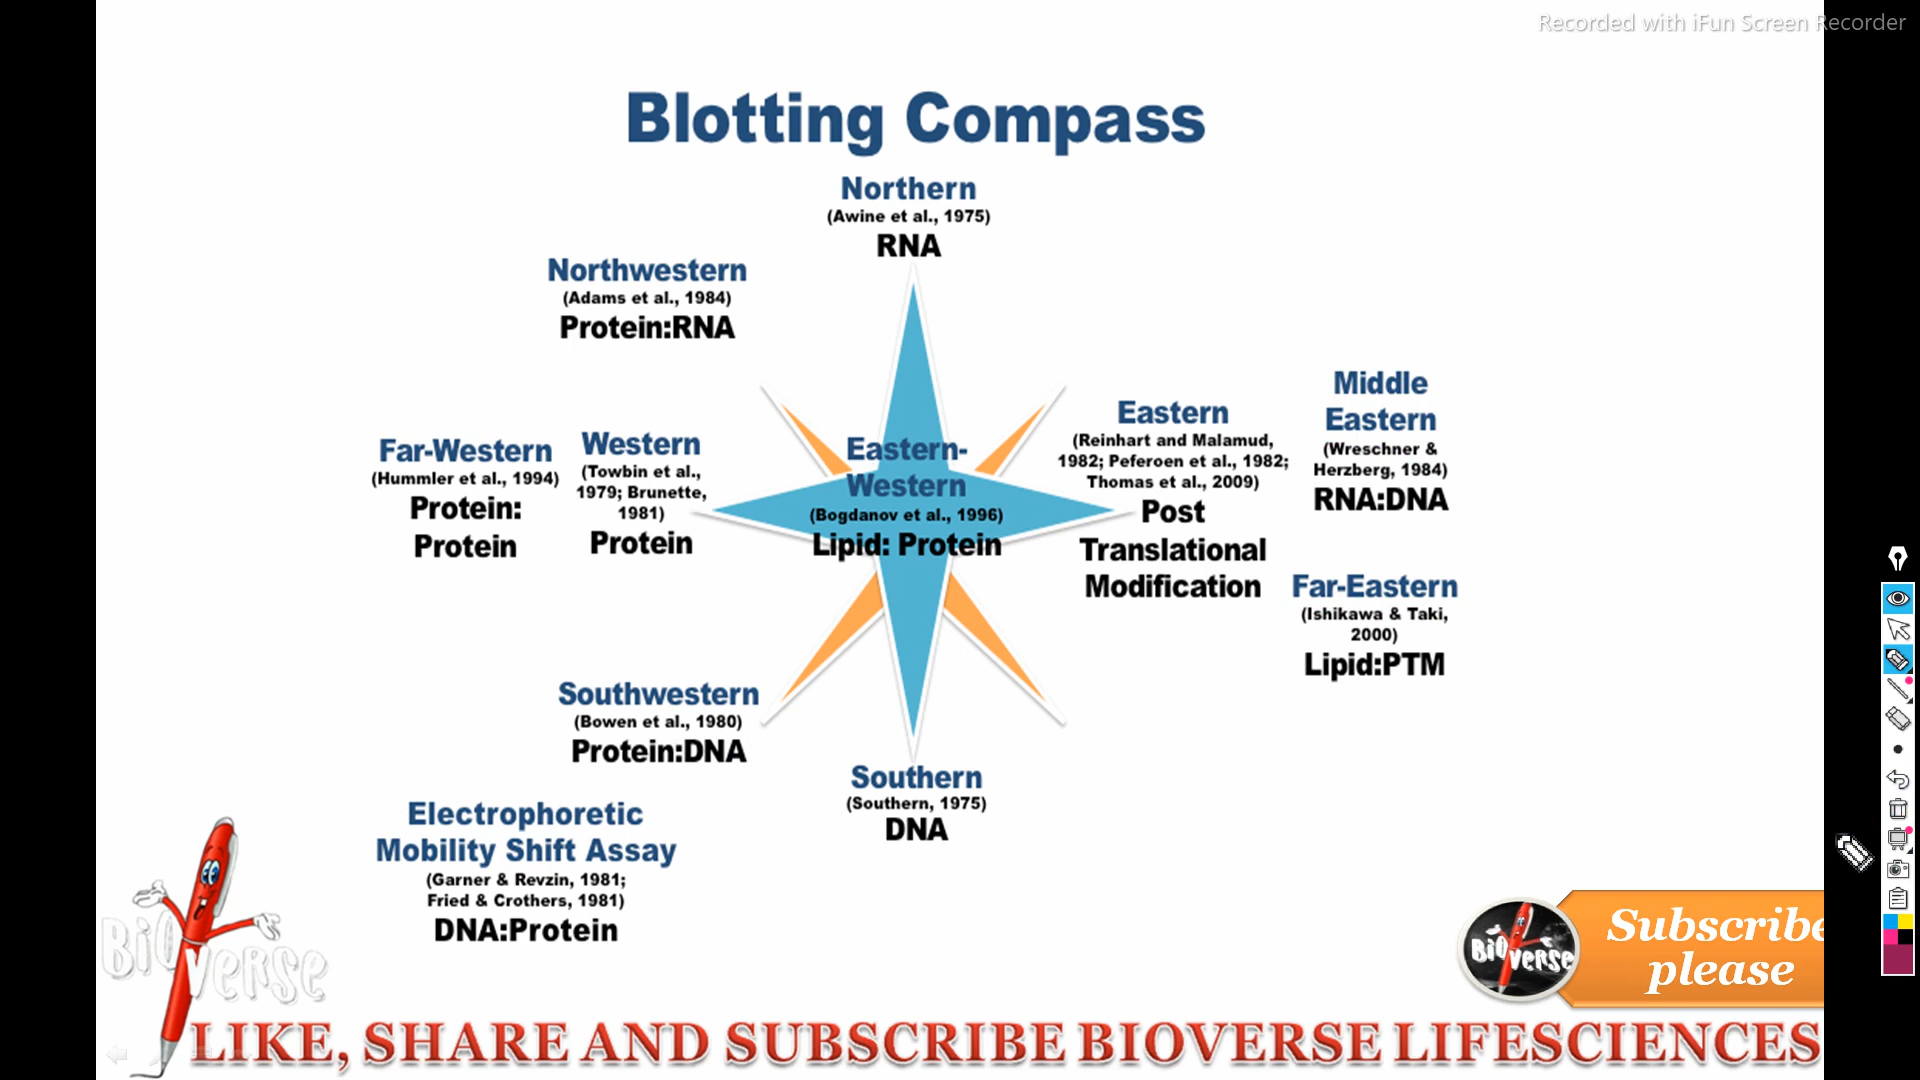 Recorded with iFun Screen Recorder
Blotting Compass
Northern
(Awine et al., 1975)
RNA
Northwestern
(Adams et al., 1984)
Protein:RNA
Far-Western
(Hummler et al., 1994)
Protein:
Protein
Western
(Towbin et al.,
1979; Brunette,
1981)
Protein
Eastern-
Western
(Bogdanov et al., 1996)
Lipid: Protein
Eastern
(Reinhart and Malamud,
1982; Peferoen et al., 1982;
Thomas et al., 2009)
Post
Translational
Modification
Middle
Eastern
(Wreschner &
Herzberg, 1984)
RNA:DNA
Far-Eastern
(Ishikawa & Taki,
2000)
Lipid:PTM
Southwestern
(Bowen et al., 1980)
Protein:DNA
Southern
(Southern, 1975)
DNA
Electrophoretic
Mobility Shift Assay
(Garner & Revzin, 1981;
Fried & Crothers, 1981)
DNA:Protein
BiOVERSE
BiOVERSE
Subscribe
please
LIKE, SHARE AND SUBSCRIBE BIOVERSE LIFESCIENCES